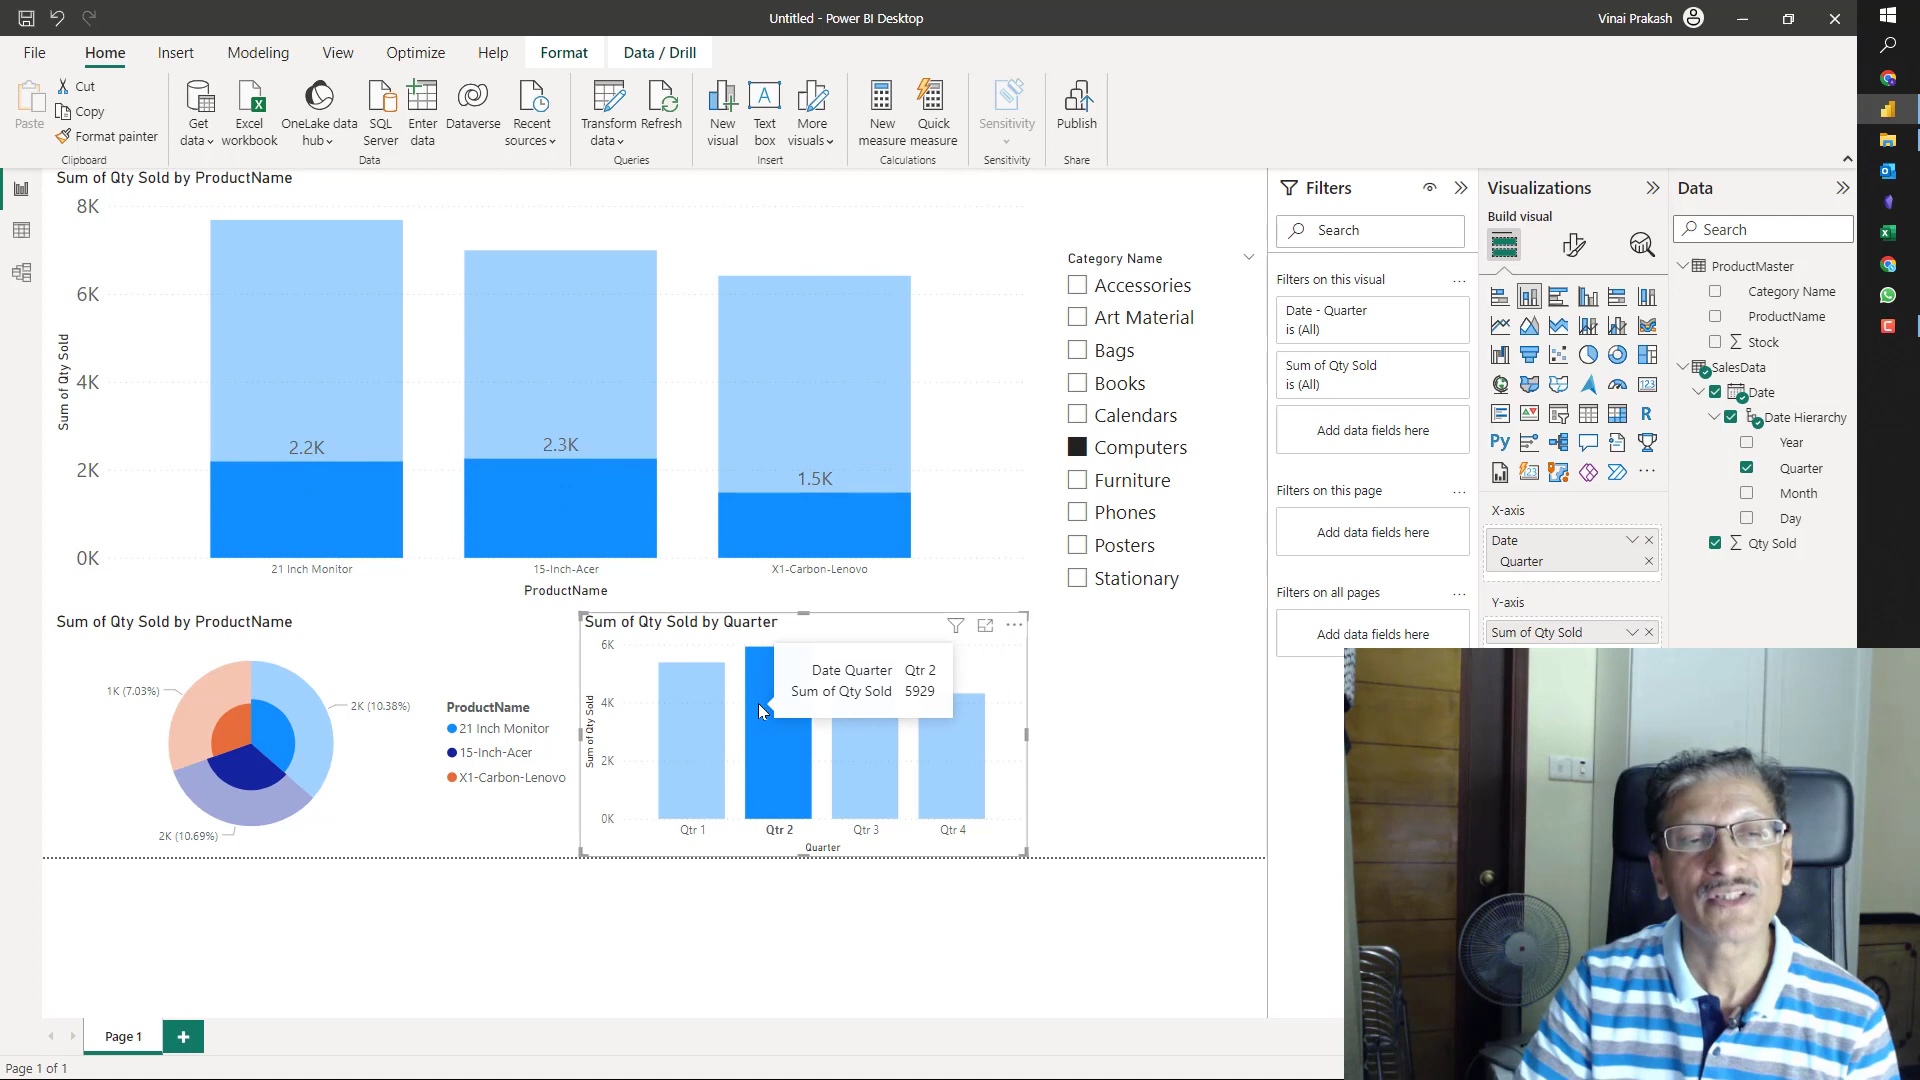 Untitled - Power BI Desktop
Vinai Prakash
File
Home
Insert
Modeling
View
Optimize
Help
Format
Data / Drill
Paste
Cut
Copy
Format painter
Clipboard
Get data
Excel workbook
OneLake data hub
SQL Server
Enter data
Dataverse
Recent sources
Data
Transform data
Refresh
Queries
New visual
Text box
More visuals
Insert
New measure
Quick measure
Calculations
Sensitivity
Sensitivity
Publish
Share
Sum of Qty Sold by ProductName
8K
6K
4K
2K
0K
Sum of Qty Sold
2.2K
2.3K
1.5K
21 Inch Monitor
15-Inch-Acer
X1-Carbon-Lenovo
ProductName
Category Name
Accessories
Art Material
Bags
Books
Calendars
Computers
Furniture
Phones
Posters
Stationary
Sum of Qty Sold by ProductName
1K (7.03%)
2K (10.38%)
2K (10.69%)
ProductName
21 Inch Monitor
15-Inch-Acer
X1-Carbon-Lenovo
Sum of Qty Sold by Quarter
6K
4K
2K
0K
Sum of Qty Sold
Date Quarter Qtr 2
Sum of Qty Sold 5929
Qtr 1
Qtr 2
Qtr 3
Qtr 4
Quarter
Filters
Search
Filters on this visual
Date - Quarter
is (All)
Sum of Qty Sold
is (All)
Add data fields here
Filters on this page
Add data fields here
Filters on all pages
Add data fields here
Visualizations
Build visual
123
R
Py
X-axis
Date
Quarter
Y-axis
Sum of Qty Sold
Data
Search
ProductMaster
Category Name
ProductName
Stock
SalesData
Date
Date Hierarchy
Year
Quarter
Month
Day
Qty Sold
Page 1
Page 1 of 1